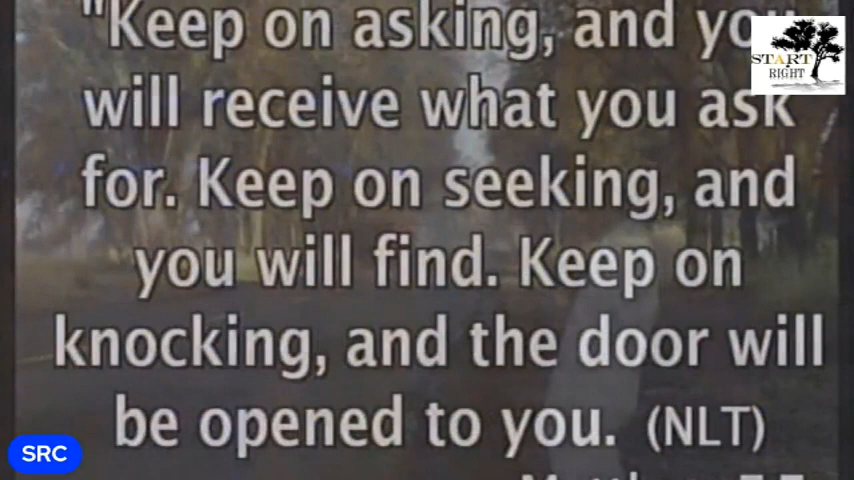 "Keep on asking, and you
will receive what you ask
for. Keep on seeking, and
you will find. Keep on
knocking, and the door will
be opened to you. (NLT)
START
RIGHT
SRC